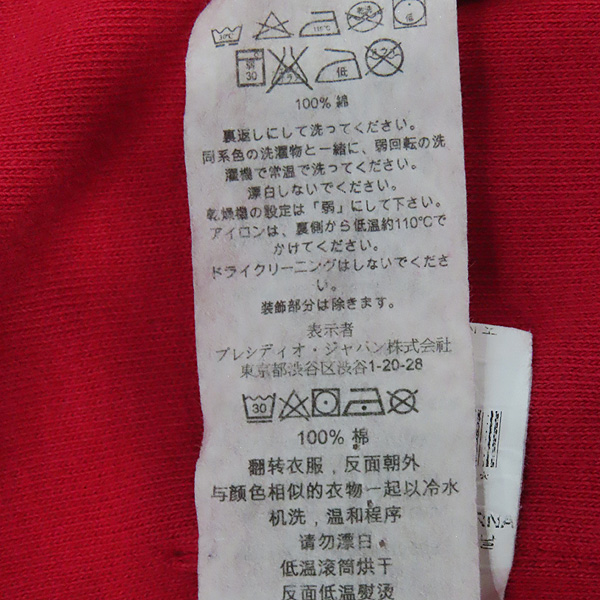 100% 綿
裏返しにして洗ってください。
同系色の洗濯物と一緒に、弱回転の洗
濯機で常温で洗ってください。
漂白しないでください。
乾燥機の設定は「弱」にして下さい。
アイロンは、裏側から低温約110℃で
かけてください。
ドライクリーニングはしないでくださ
い。
装飾部分は除きます。
表示者
プレシディオ・ジャパン株式会社
東京都渋谷区渋谷1-20-28
30
100% 棉
翻转衣服，反面朝外
与颜色相似的衣物一起以冷水
机洗，温和程序
请勿漂白。
低温滚筒烘干
反面低温熨烫